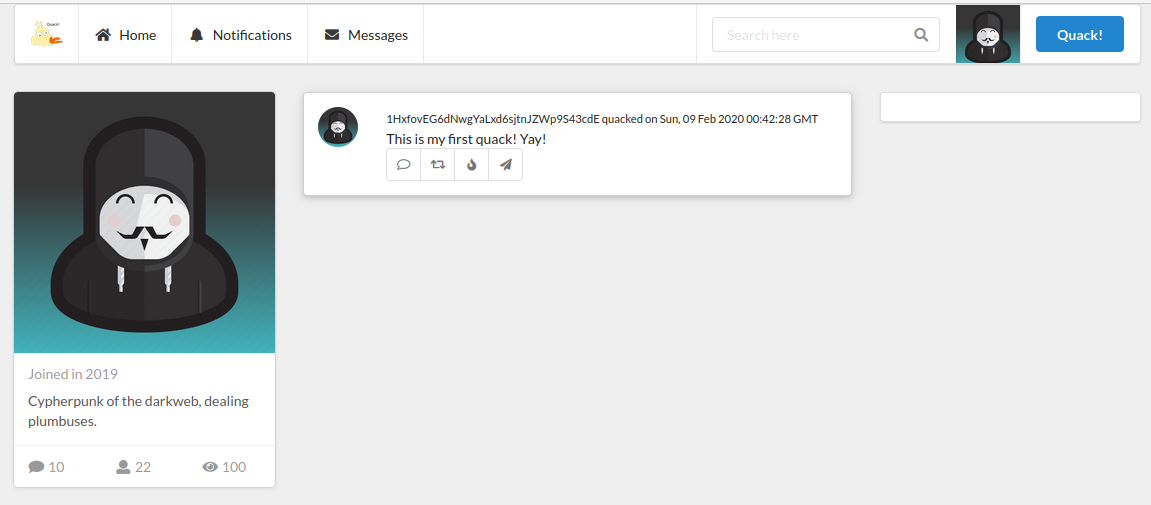 Quack!
Home
Notifications
Messages
Search here
Quack!
1HxfovEG6dNwgYaLxd6sjtnJZWp9S43cdE quacked on Sun, 09 Feb 2020 00:42:28 GMT
This is my first quack! Yay!
Joined in 2019
Cypherpunk of the darkweb, dealing
plumbuses.
10
22
100